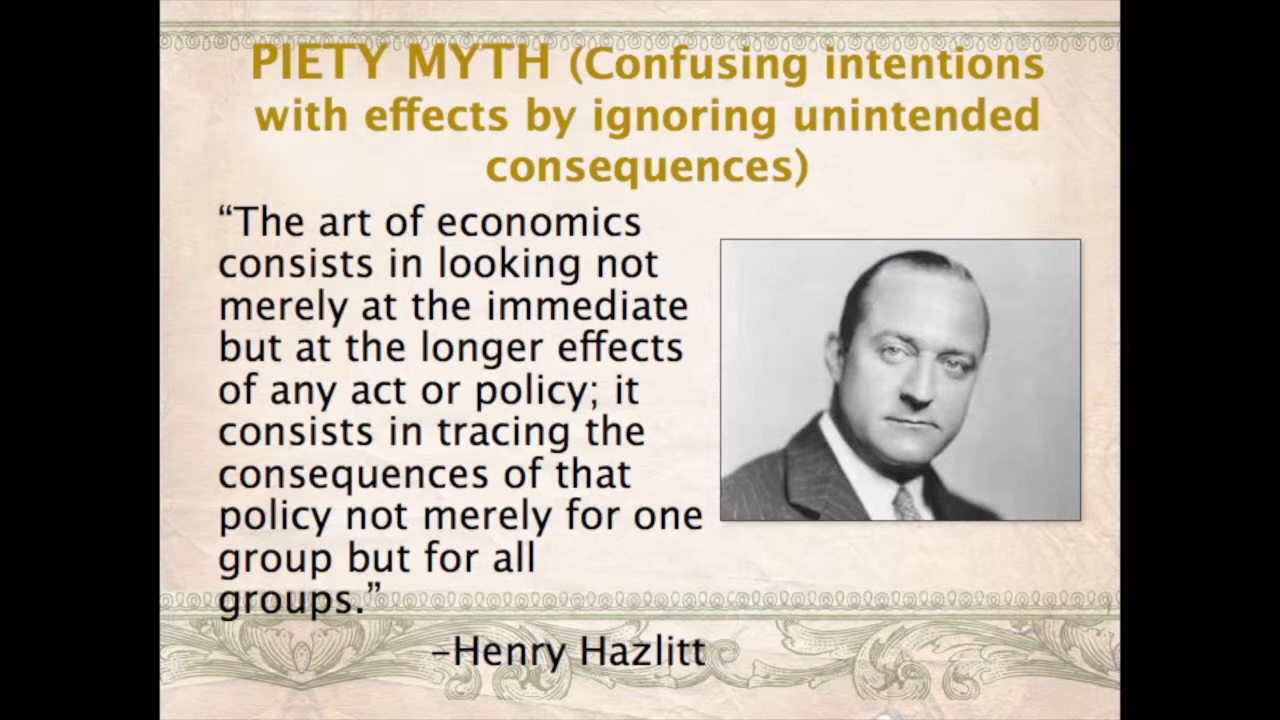 PIETY MYTH (Confusing intentions
with effects by ignoring unintended
consequences)
“The art of economics
consists in looking not
merely at the immediate
but at the longer effects
of any act or policy; it
consists in tracing the
consequences of that
policy not merely for one
group but for all
groups.”
–Henry Hazlitt